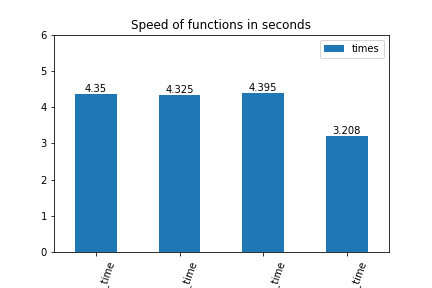 Speed of functions in seconds
times
6
5
4
3
2
1
0
4.35
4.325
4.395
3.208
_time
_time
_time
_time